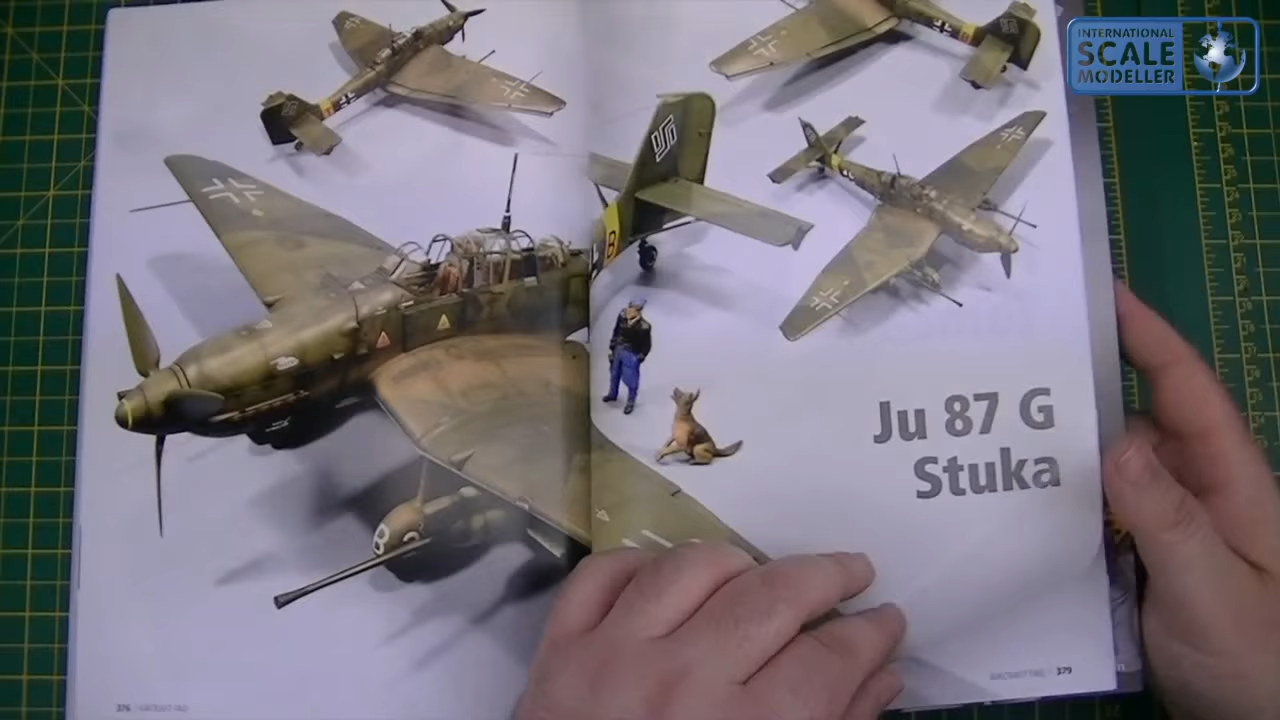 INTERNATIONAL
SCALE
MODELLER
B
B
Ju 87 G
Stuka
376
379